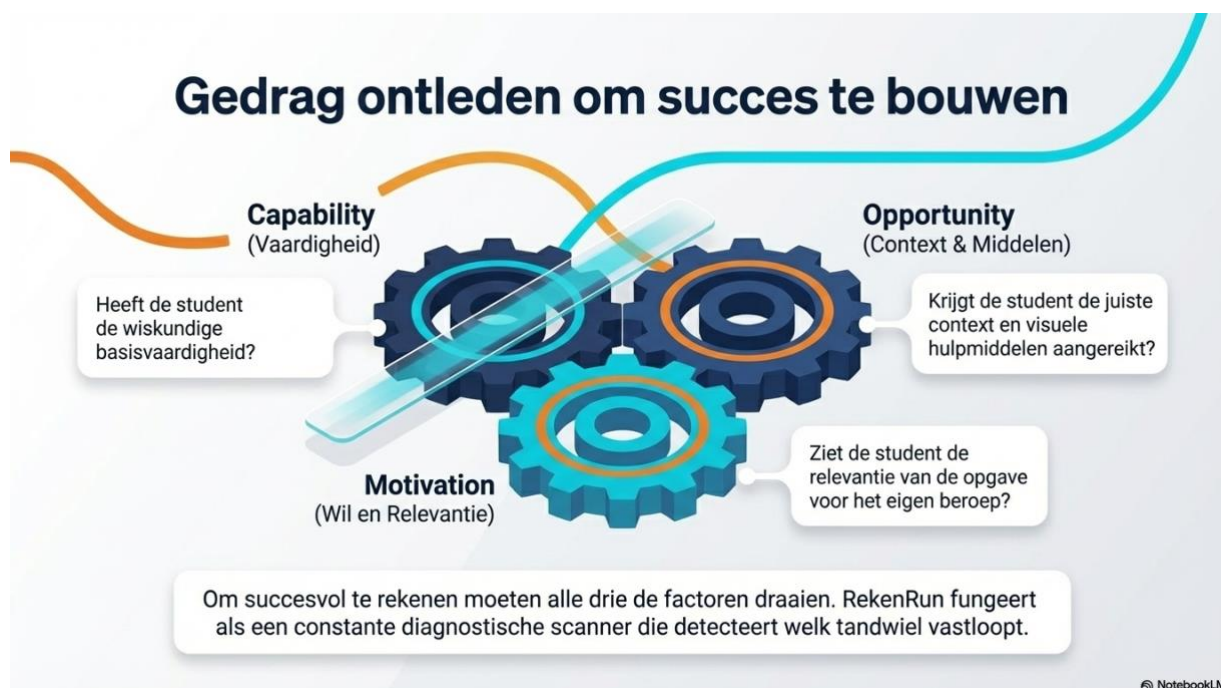 Gedrag ontleden om succes te bouwen
Capability
(Vaardigheid)
Heeft de student
de wiskundige
basisvaardigheid?
Opportunity
(Context & Middelen)
Krijgt de student de juiste
context en visuele
hulpmiddelen aangereikt?
Motivation
(Wil en Relevantie)
Ziet de student de
relevantie van de opgave
voor het eigen beroep?
Om succesvol te rekenen moeten alle drie de factoren draaien. RekenRun fungeert
als een constante diagnostische scanner die detecteert welk tandwiel vastloopt.
NotebookLM